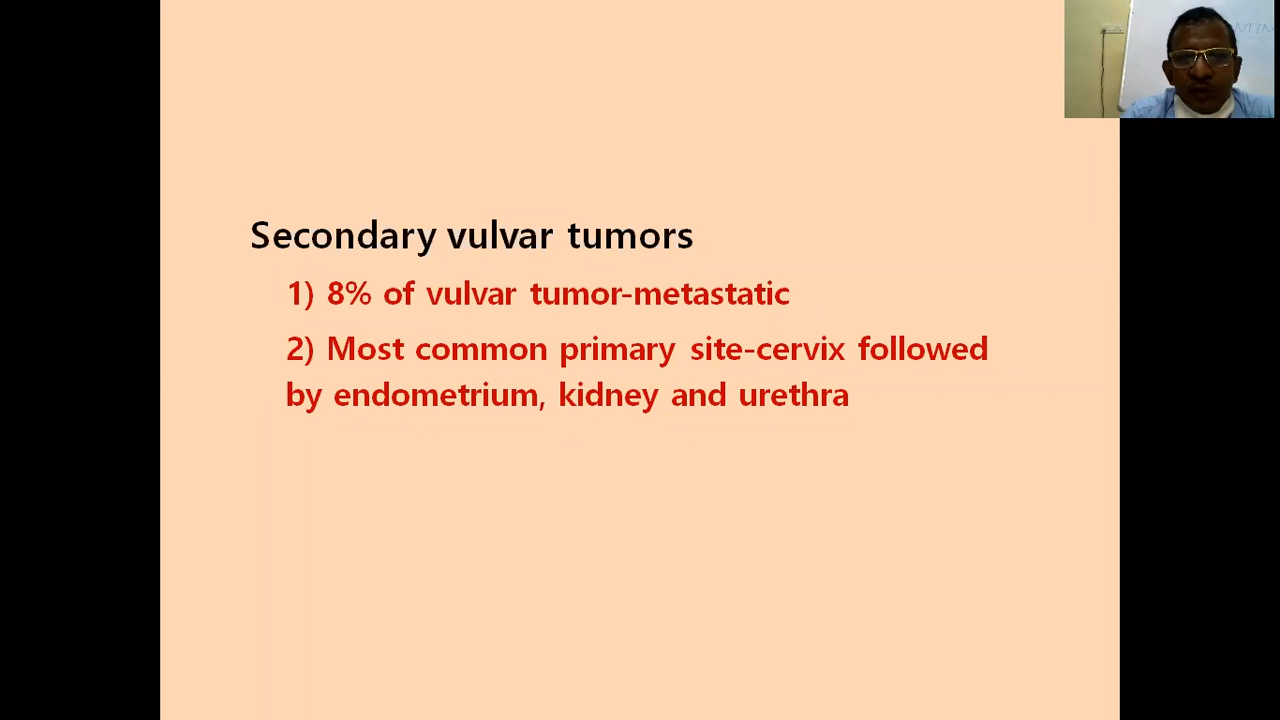 Secondary vulvar tumors
1) 8% of vulvar tumor-metastatic
2) Most common primary site-cervix followed
by endometrium, kidney and urethra